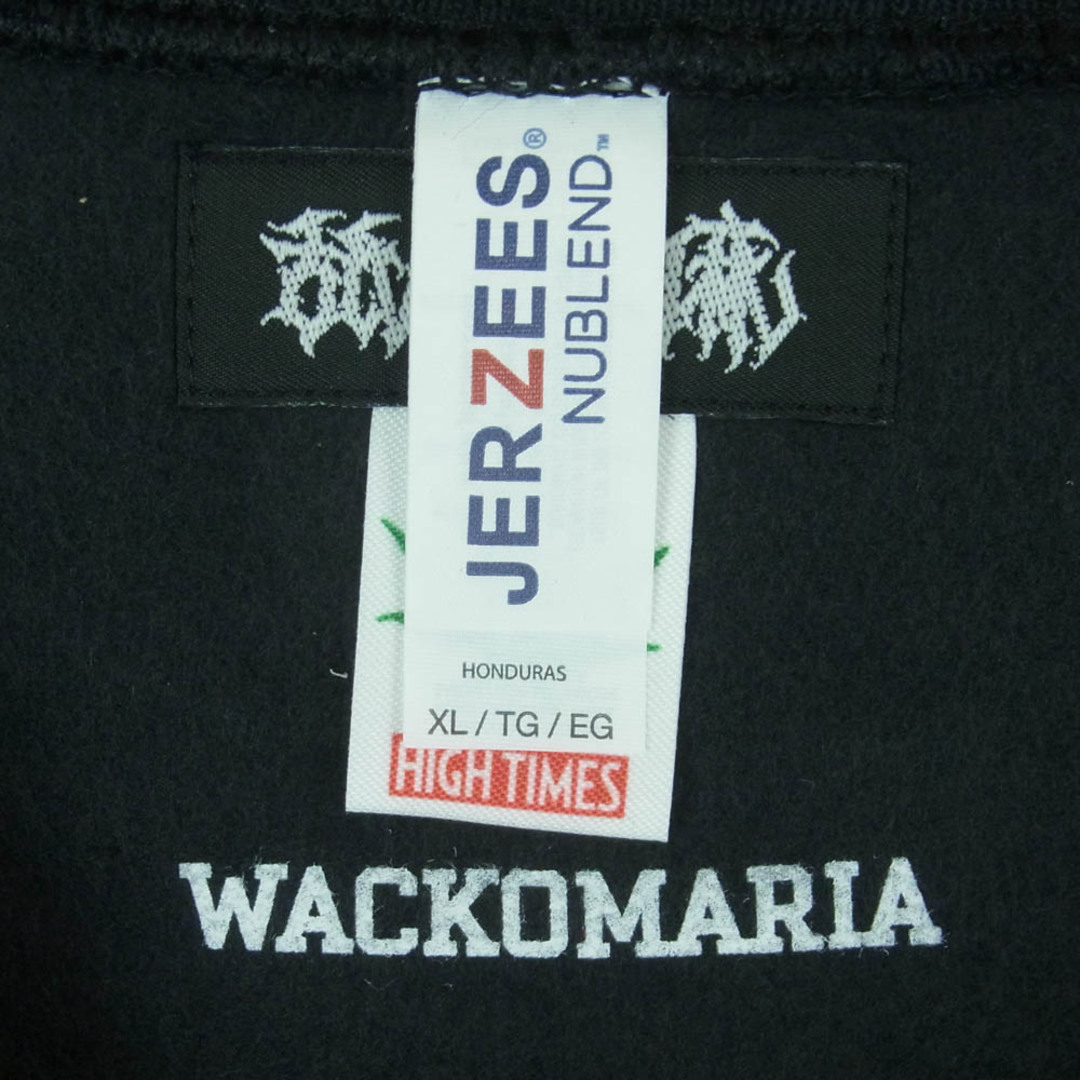 JERZEES®
NUBLEND™
HONDURAS
XL / TG / EG
HIGH TIMES
WACKOMARIA